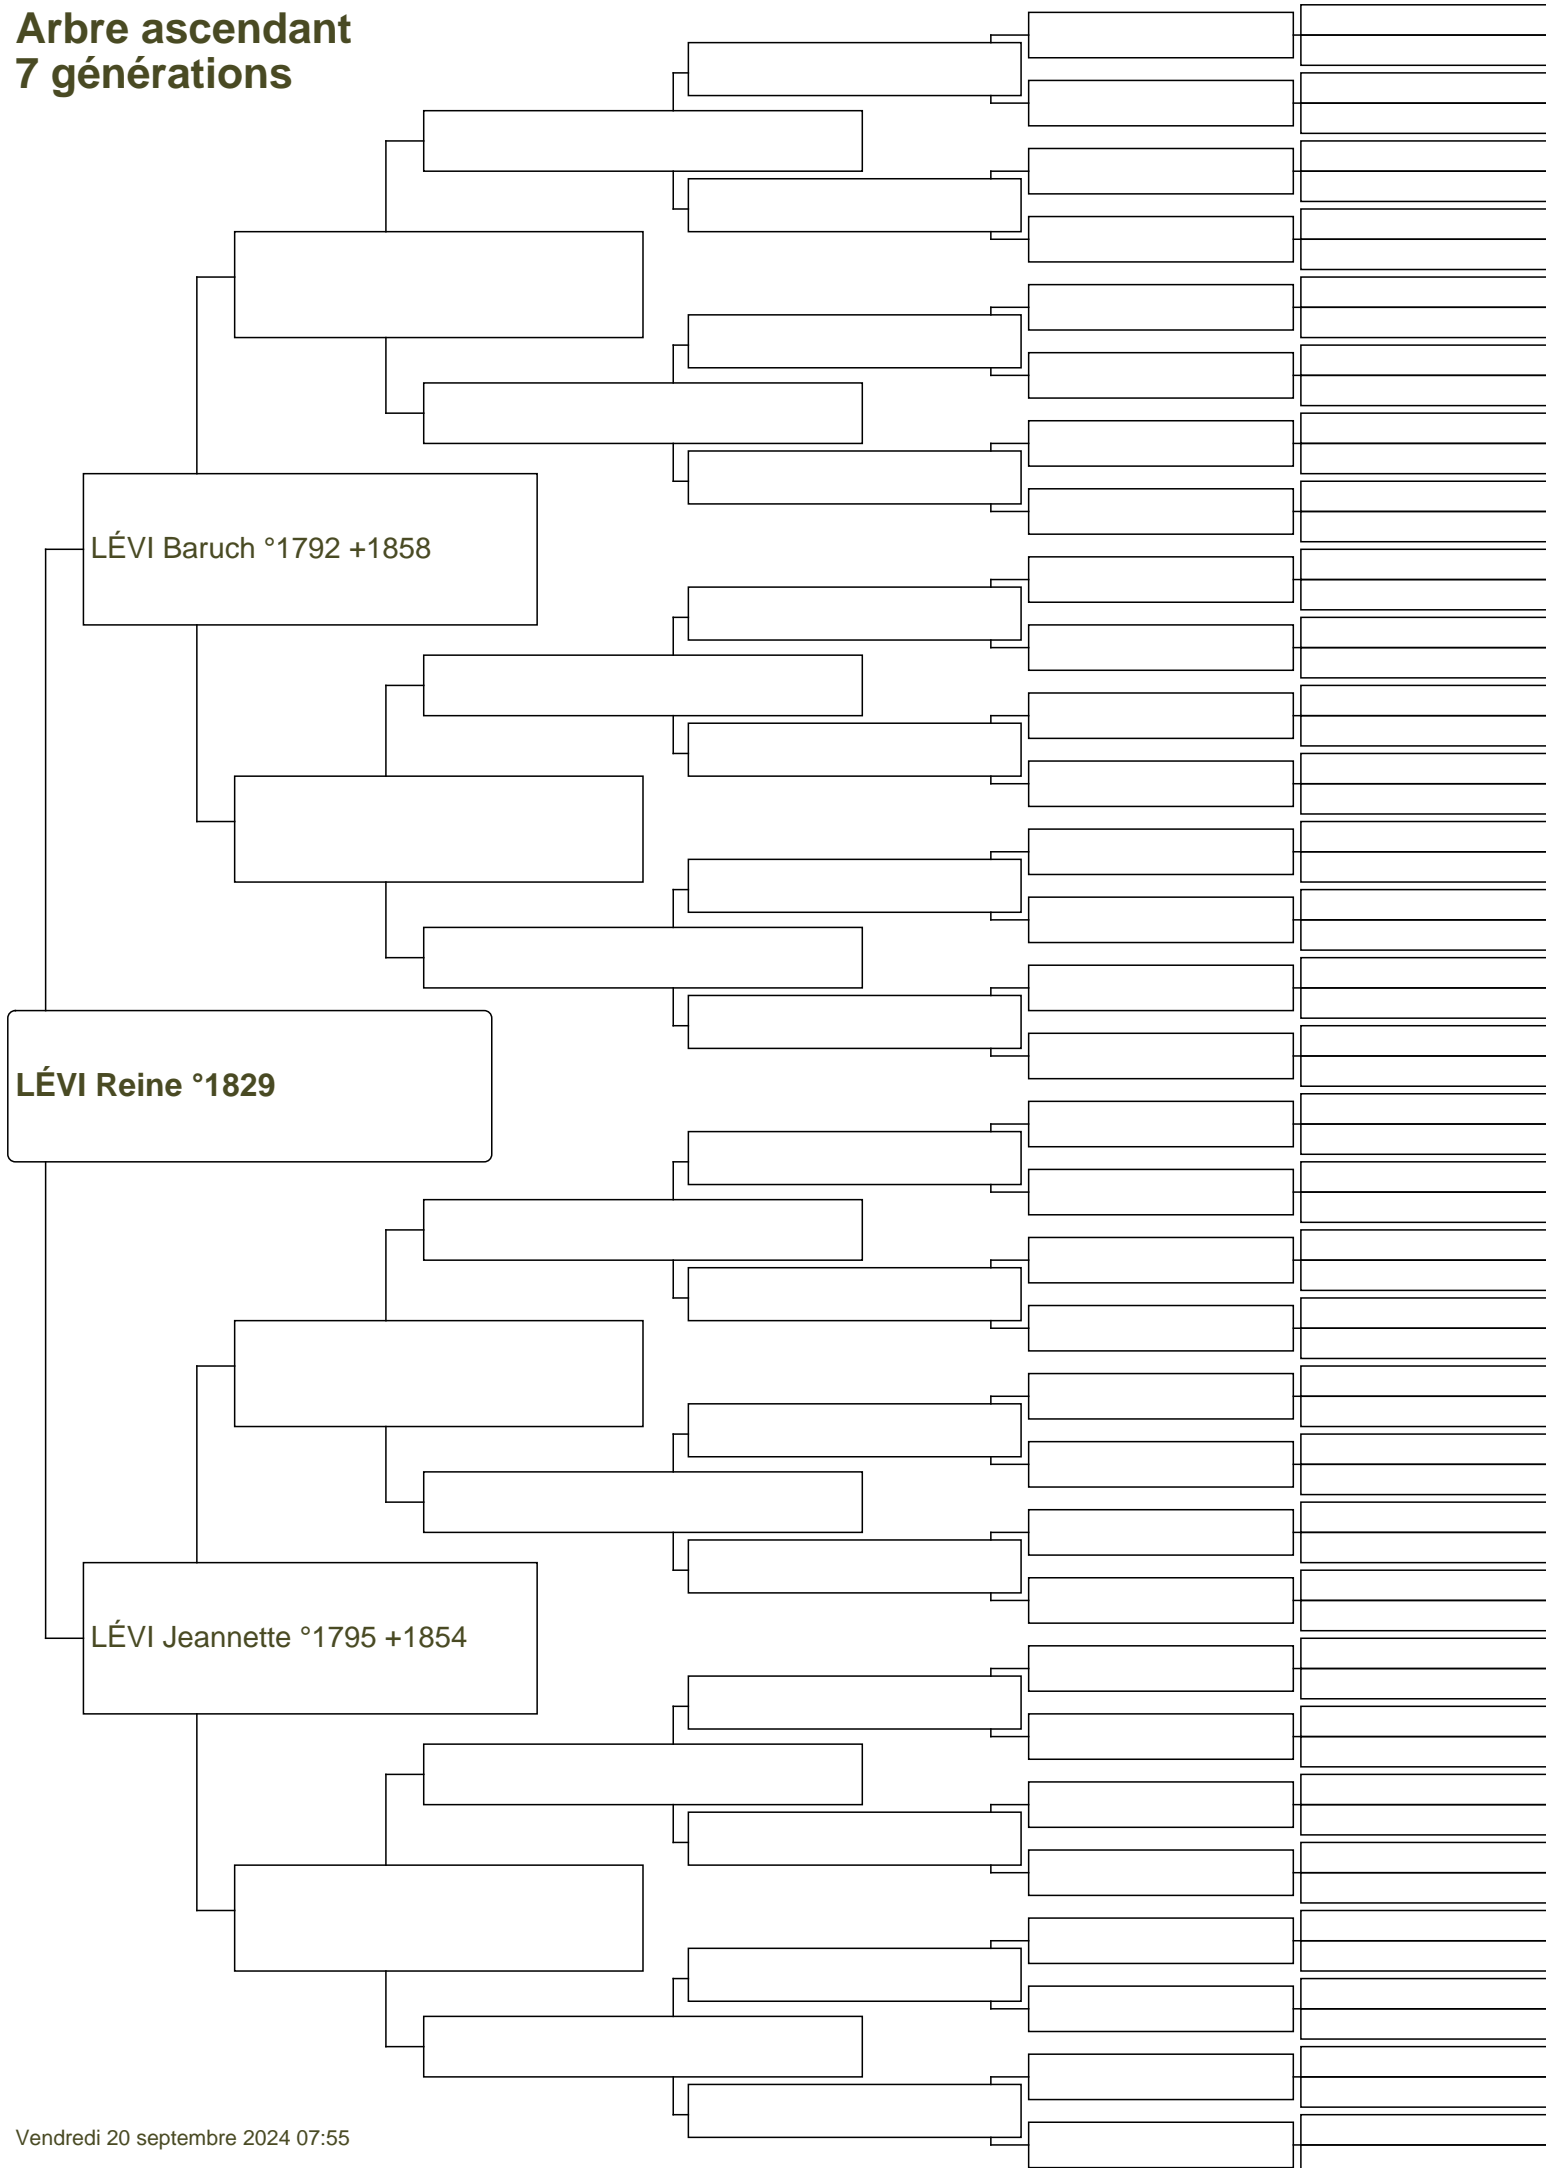 Arbre ascendant
7 générations
LÉVI Baruch °1792 +1858
LÉVI Reine °1829
LÉVI Jeannette °1795 +1854
Vendredi 20 septembre 2024 07:55